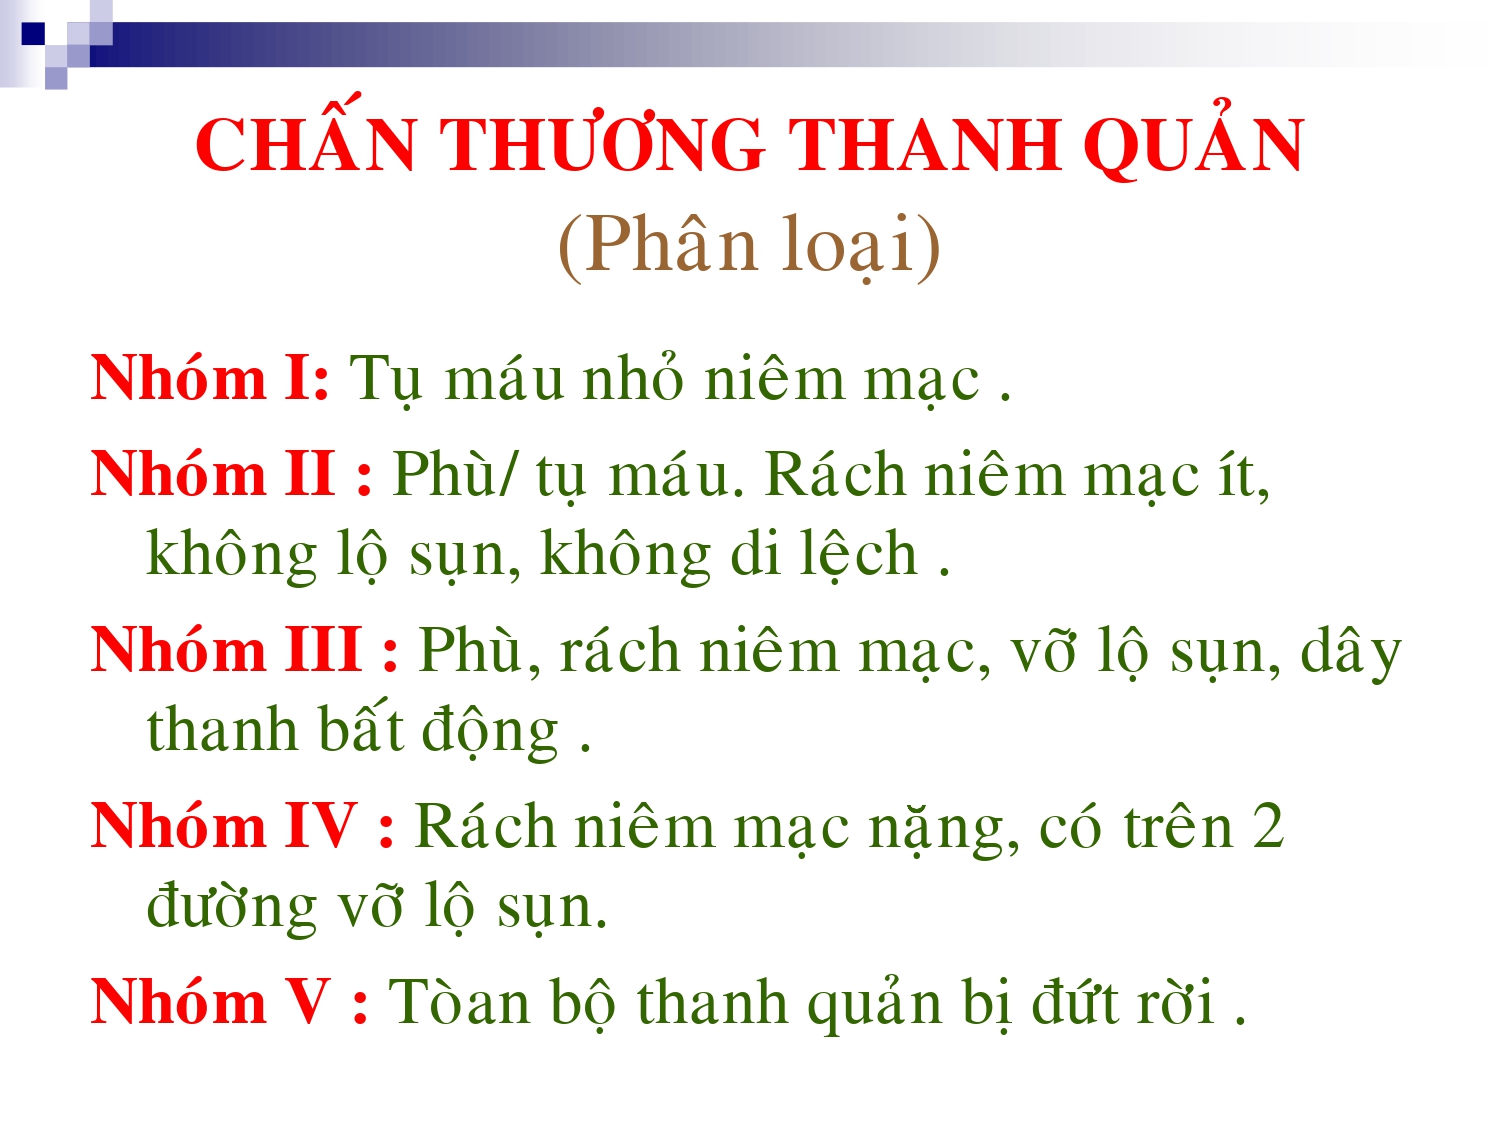 CHẤN THƯƠNG THANH QUẢN
(Phân loại)
Nhóm I: Tụ máu nhỏ niêm mạc .
Nhóm II : Phù/ tụ máu. Rách niêm mạc ít,
không lộ sụn, không di lệch .
Nhóm III : Phù, rách niêm mạc, vỡ lộ sụn, dây
thanh bất động .
Nhóm IV : Rách niêm mạc nặng, có trên 2
đường vỡ lộ sụn.
Nhóm V : Tòan bộ thanh quản bị đứt rời .